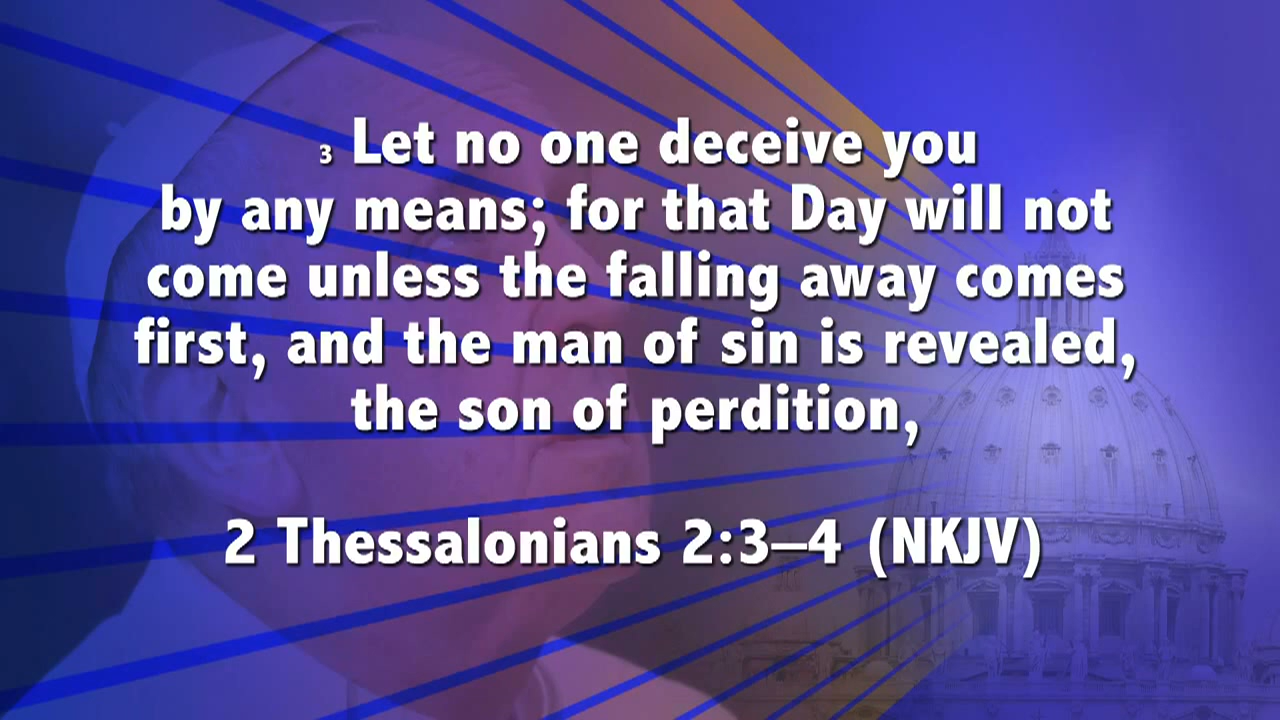 3 Let no one deceive you
by any means; for that Day will not
come unless the falling away comes
first, and the man of sin is revealed,
the son of perdition,
2 Thessalonians 2:3–4 (NKJV)